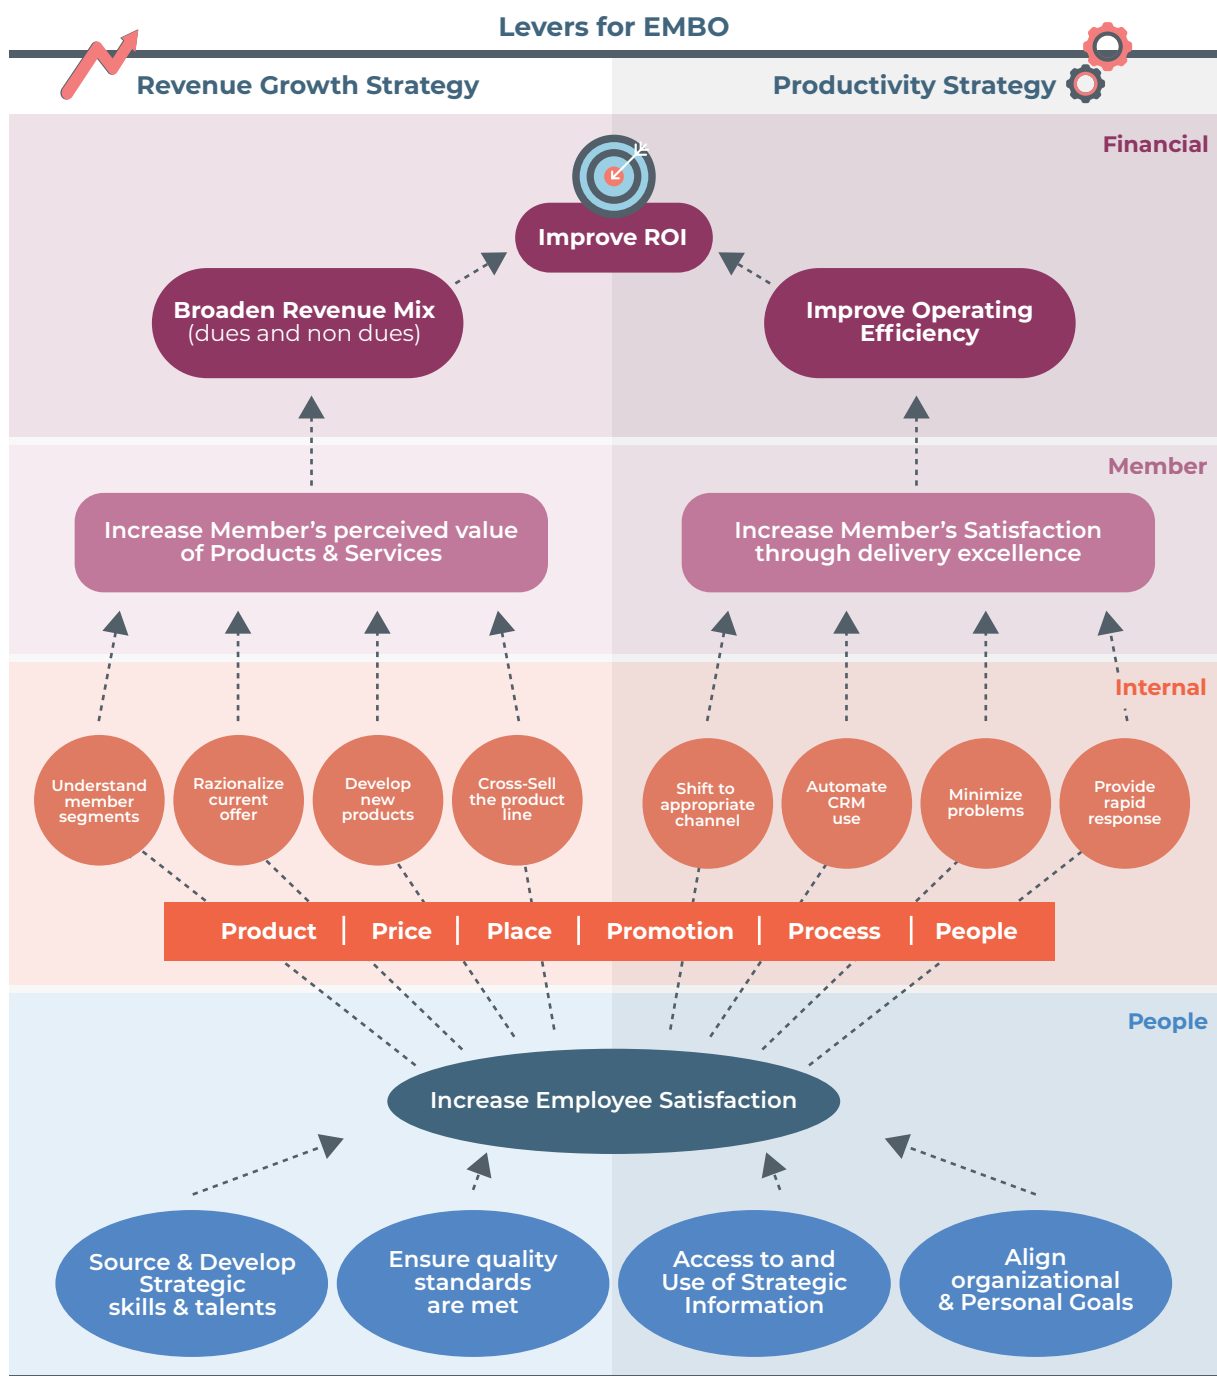 Levers for EMBO
Revenue Growth Strategy
Productivity Strategy
Financial
Improve ROI
Broaden Revenue Mix
(dues and non dues)
Improve Operating
Efficiency
Member
Increase Member’s perceived value
of Products & Services
Increase Member’s Satisfaction
through delivery excellence
Internal
Understand
member
segments
Razionalize
current
offer
Develop
new
products
Cross-Sell
the product
line
Shift to
appropriate
channel
Automate
CRM
use
Minimize
problems
Provide
rapid
response
Product | Price | Place | Promotion | Process | People
People
Increase Employee Satisfaction
Source & Develop
Strategic
skills & talents
Ensure quality
standards
are met
Access to and
Use of Strategic
Information
Align
organizational
& Personal Goals